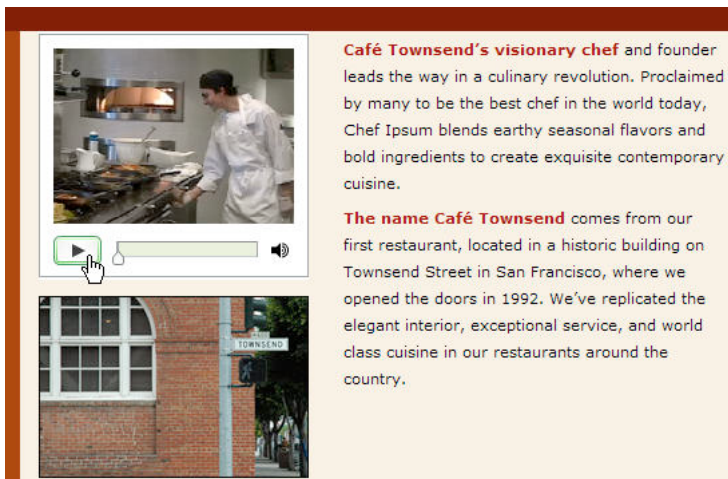 Café Townsend's visionary chef and founder
leads the way in a culinary revolution. Proclaimed
by many to be the best chef in the world today,
Chef Ipsum blends earthy seasonal flavors and
bold ingredients to create exquisite contemporary
cuisine.
The name Café Townsend comes from our
first restaurant, located in a historic building on
Townsend Street in San Francisco, where we
opened the doors in 1992. We've replicated the
elegant interior, exceptional service, and world
class cuisine in our restaurants around the
country.
TOWNSEND